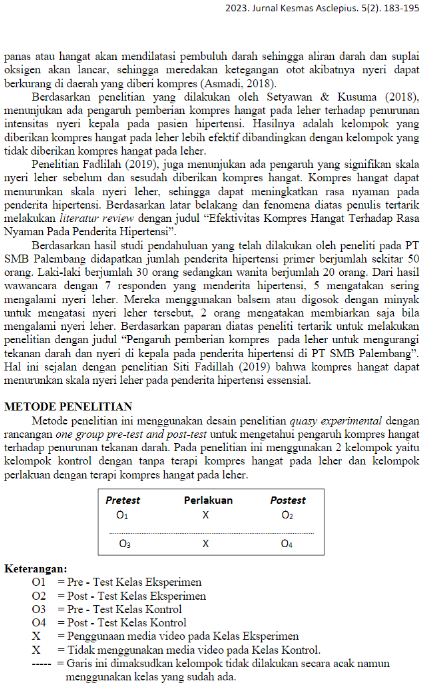 2023. Jurnal Kesmas Asclepius. 5(2). 183-195
panas atau hangat akan mendilatasi pembuluh darah sehingga aliran darah dan suplai
oksigen akan lancar, sehingga meredakan ketegangan otot akibatnya nyeri dapat
berkurang di daerah yang diberi kompres (Asmadi, 2018).
Berdasarkan penelitian yang dilakukan oleh Setyawan & Kusuma (2018),
menunjukan ada pengaruh pemberian kompres hangat pada leher terhadap penurunan
intensitas nyeri kepala pada pasien hipertensi. Hasilnya adalah kelompok yang
diberikan kompres hangat pada leher lebih efektif dibandingkan dengan kelompok yang
tidak diberikan kompres hangat pada leher.
Penelitian Fadlilah (2019), juga menunjukan ada pengaruh yang signifikan skala
nyeri leher sebelum dan sesudah diberikan kompres hangat. Kompres hangat dapat
menurunkan skala nyeri leher, sehingga dapat meningkatkan rasa nyaman pada
penderita hipertensi. Berdasarkan latar belakang dan fenomena diatas penulis tertarik
melakukan literatur review dengan judul “Efektivitas Kompres Hangat Terhadap Rasa
Nyaman Pada Penderita Hipertensi”.
Berdasarkan hasil studi pendahuluan yang telah dilakukan oleh peneliti pada PT
SMB Palembang didapatkan jumlah penderita hipertensi primer berjumlah sekitar 50
orang. Laki-laki berjumlah 30 orang sedangkan wanita berjumlah 20 orang. Dari hasil
wawancara dengan 7 responden yang menderita hipertensi, 5 mengatakan sering
mengalami nyeri leher. Mereka menggunakan balsem atau digosok dengan minyak
untuk mengatasi nyeri leher tersebut, 2 orang mengatakan membiarkan saja bila
mengalami nyeri leher. Berdasarkan paparan diatas peneliti tertarik untuk melakukan
penelitian dengan judul “Pengaruh pemberian kompres pada leher untuk mengurangi
tekanan darah dan nyeri di kepala pada penderita hipertensi di PT SMB Palembang”.
Hal ini sejalan dengan penelitian Siti Fadillah (2019) bahwa kompres hangat dapat
menurunkan skala nyeri leher pada penderita hipertensi essensial.
METODE PENELITIAN
Metode penelitian ini menggunakan desain penelitian quasy experimental dengan
rancangan one group pre-test and post-test untuk mengetahui pengaruh kompres hangat
terhadap penurunan tekanan darah. Pada penelitian ini menggunakan 2 kelompok yaitu
kelompok kontrol dengan tanpa terapi kompres hangat pada leher dan kelompok
perlakuan dengan terapi kompres hangat pada leher.
Pretest Perlakuan Postest
O1 X O2
O3 X O4
Keterangan:
O1 = Pre - Test Kelas Eksperimen
O2 = Post - Test Kelas Eksperimen
O3 = Pre - Test Kelas Kontrol
O4 = Post - Test Kelas Kontrol
X = Penggunaan media video pada Kelas Eksperimen
X = Tidak menggunakan media video pada Kelas Kontrol.
----- = Garis ini dimaksudkan kelompok tidak dilakukan secara acak namun
menggunakan kelas yang sudah ada.